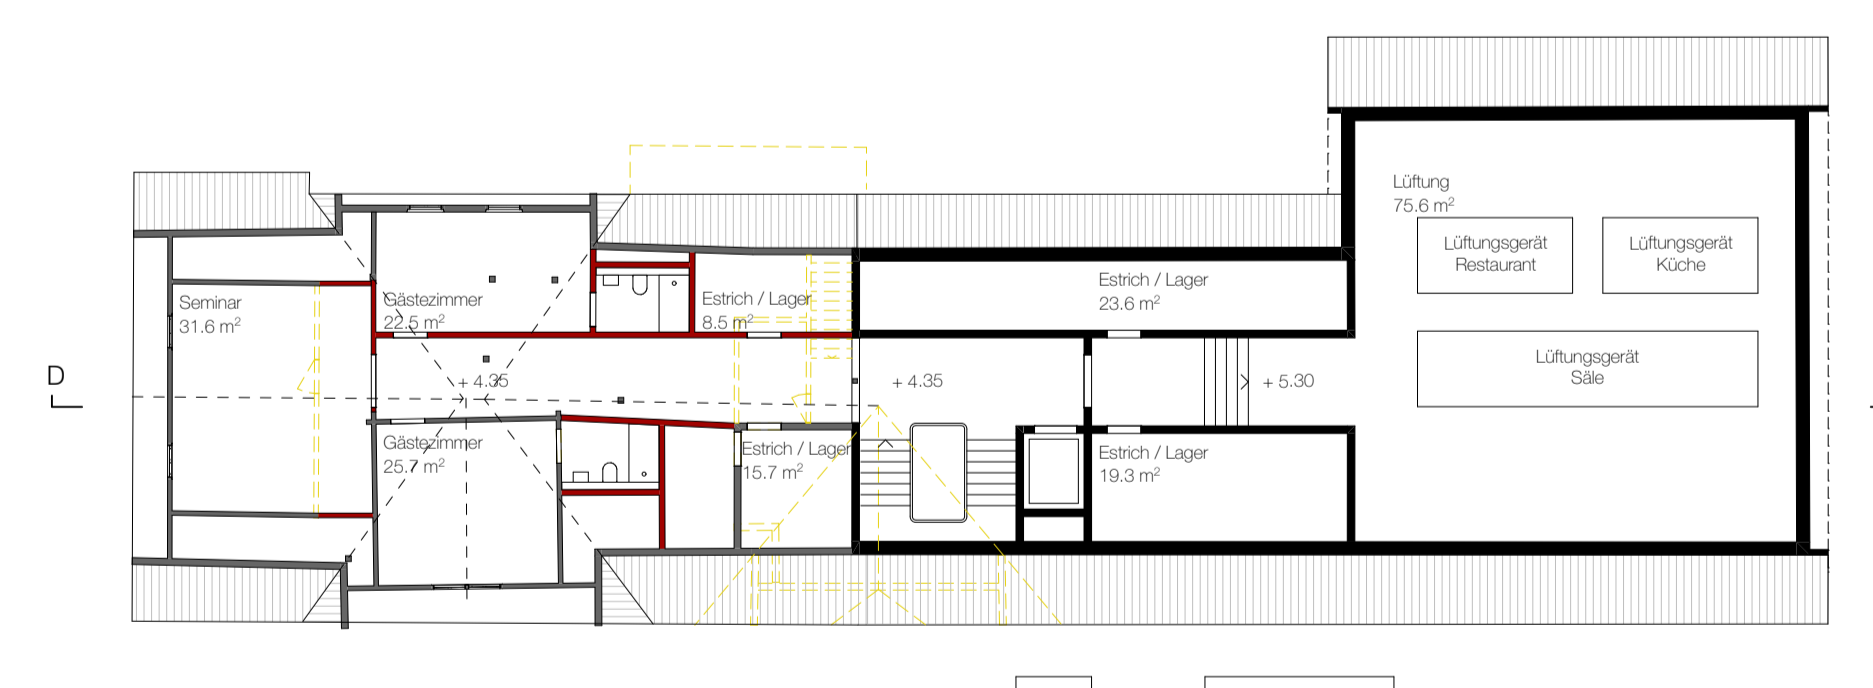 Lüftung
75.6 m²
Lüftungsgerät
Restaurant
Lüftungsgerät
Küche
Estrich / Lager
23.6 m²
Seminar
31.6 m²
Gästezimmer
22.5 m²
Estrich / Lager
8.5 m²
Lüftungsgerät
Säle
D
+ 4.35
+ 4.35
+ 5.30
Gästezimmer
25.7 m²
Estrich / Lager
15.7 m²
Estrich / Lager
19.3 m²